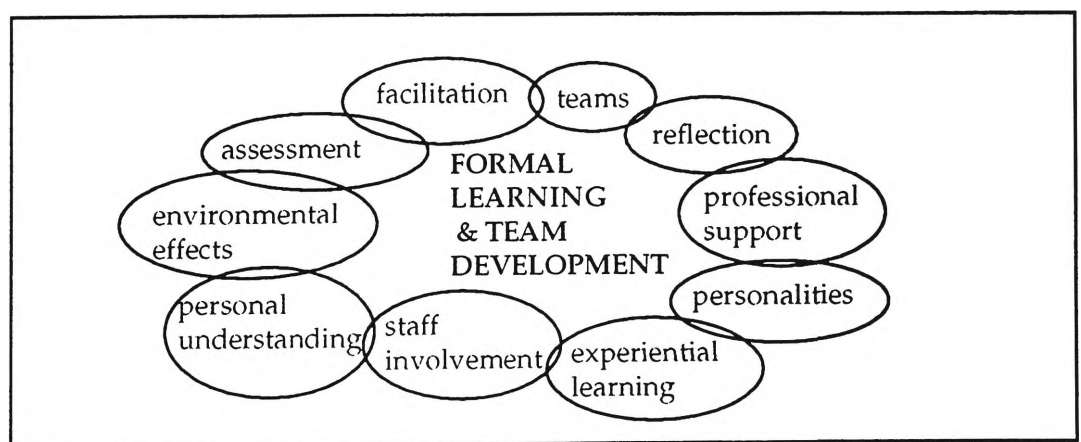 facilitation
teams
reflection
assessment
FORMAL
LEARNING
& TEAM
DEVELOPMENT
professional
support
environmental
effects
personalities
personal
understanding
staff
involvement
experiential
learning